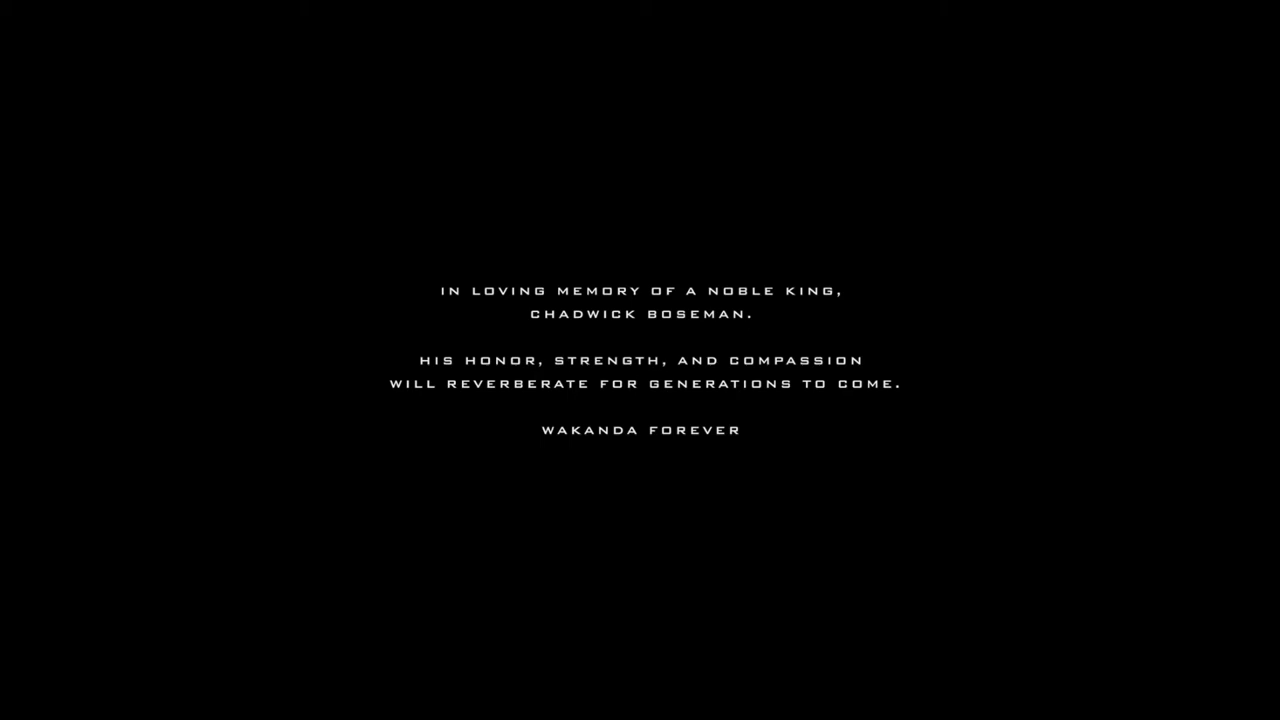 IN LOVING MEMORY OF A NOBLE KING,
CHADWICK BOSEMAN.
HIS HONOR, STRENGTH, AND COMPASSION
WILL REVERBERATE FOR GENERATIONS TO COME.
WAKANDA FOREVER